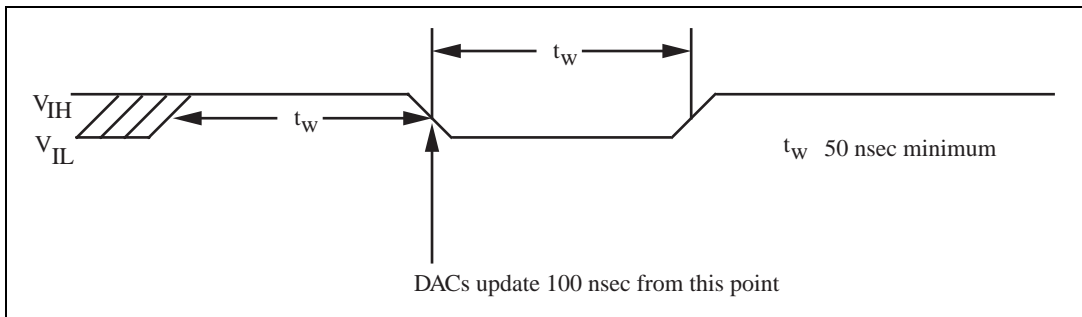 t_w
V_IH
t_w
V_IL
t_w 50 nsec minimum
DACs update 100 nsec from this point